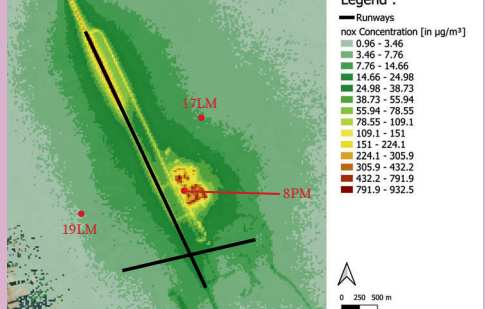 Legend :
Runways
nox Concentration [in µg/m³]
0.96 - 3.46
3.46 - 7.76
7.76 - 14.66
14.66 - 24.98
24.98 - 38.73
38.73 - 55.94
55.94 - 78.55
78.55 - 109.1
109.1 - 151
151 - 224.1
224.1 - 305.9
305.9 - 432.2
432.2 - 791.9
791.9 - 932.5
17LM
8PM
19LM
0 250 500 m